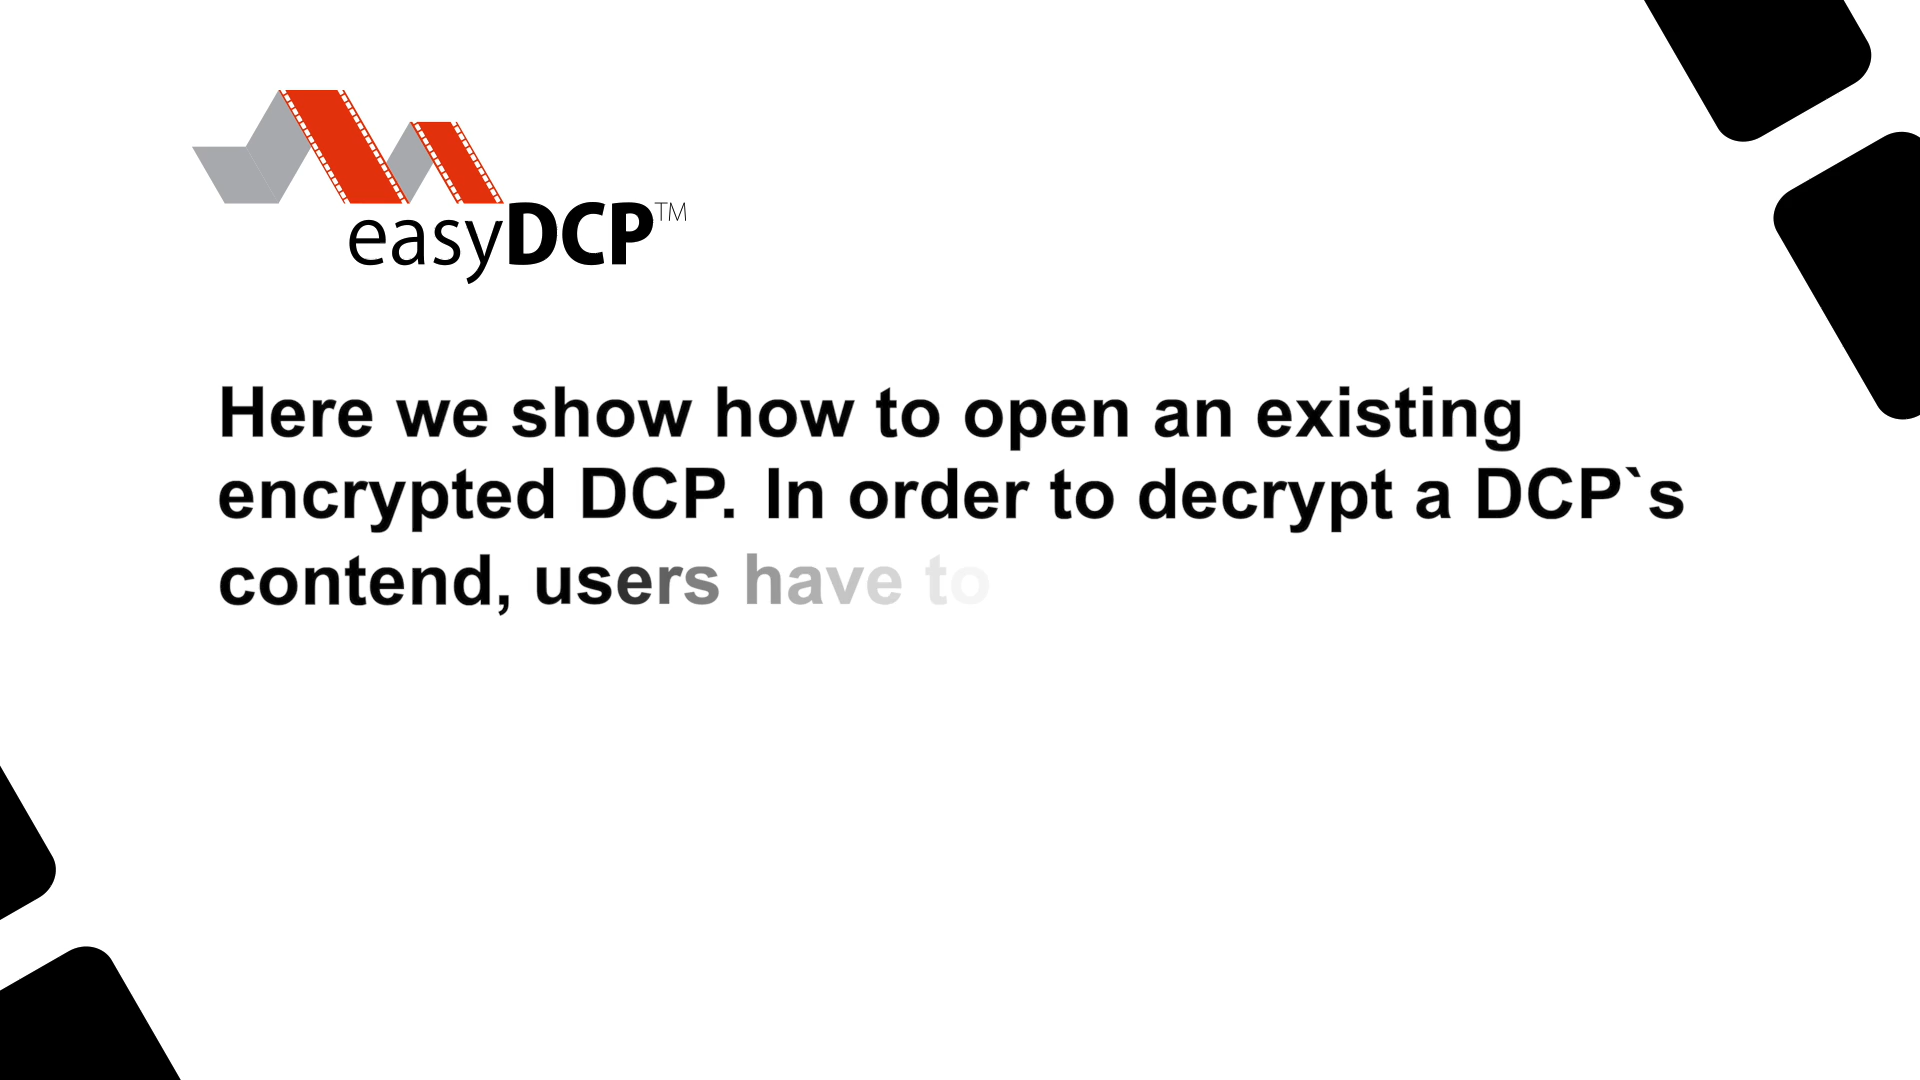 easyDCP™
Here we show how to open an existing
encrypted DCP. In order to decrypt a DCP`s
contend, users have to